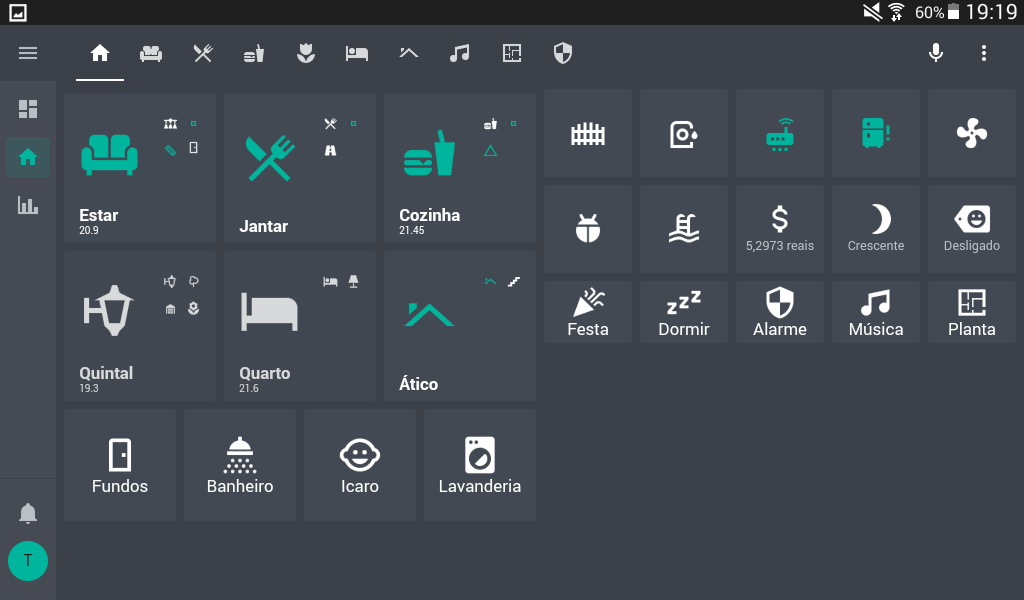 60% 19:19
Estar
20.9
Jantar
Cozinha
21.45
5,2973 reais
Crescente
Desligado
Festa
Dormir
Alarme
Música
Planta
Quintal
19.3
Quarto
21.6
Ático
Fundos
Banheiro
Icaro
Lavanderia
T